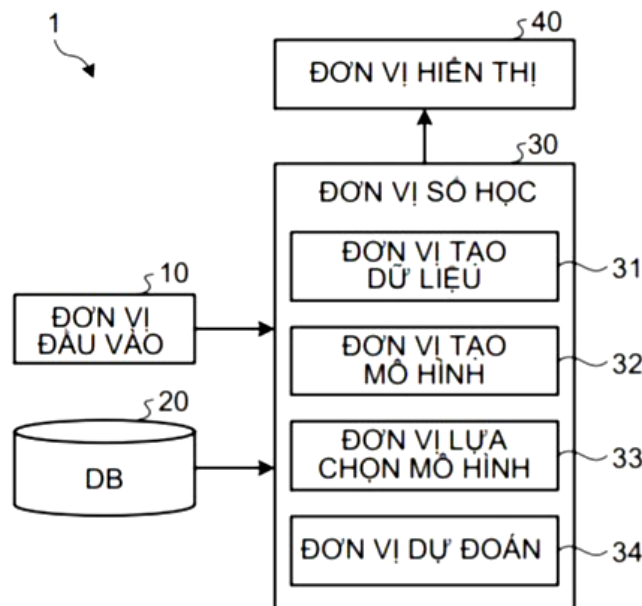 1
40
ĐƠN VỊ HIỂN THỊ
30
ĐƠN VỊ SỐ HỌC
ĐƠN VỊ TẠO
DỮ LIỆU
31
10
ĐƠN VỊ
ĐẦU VÀO
ĐƠN VỊ TẠO
MÔ HÌNH
32
20
DB
ĐƠN VỊ LỰA
CHỌN MÔ HÌNH
33
ĐƠN VỊ DỰ ĐOÁN
34